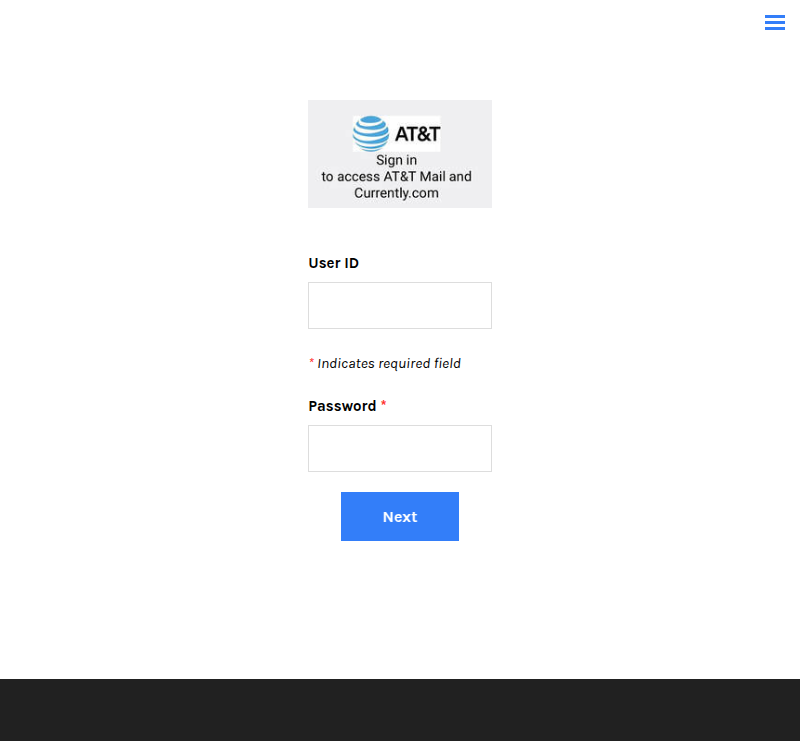 AT&T
Sign in
to access AT&T Mail and
Currently.com
User ID
* Indicates required field
Password *
Next